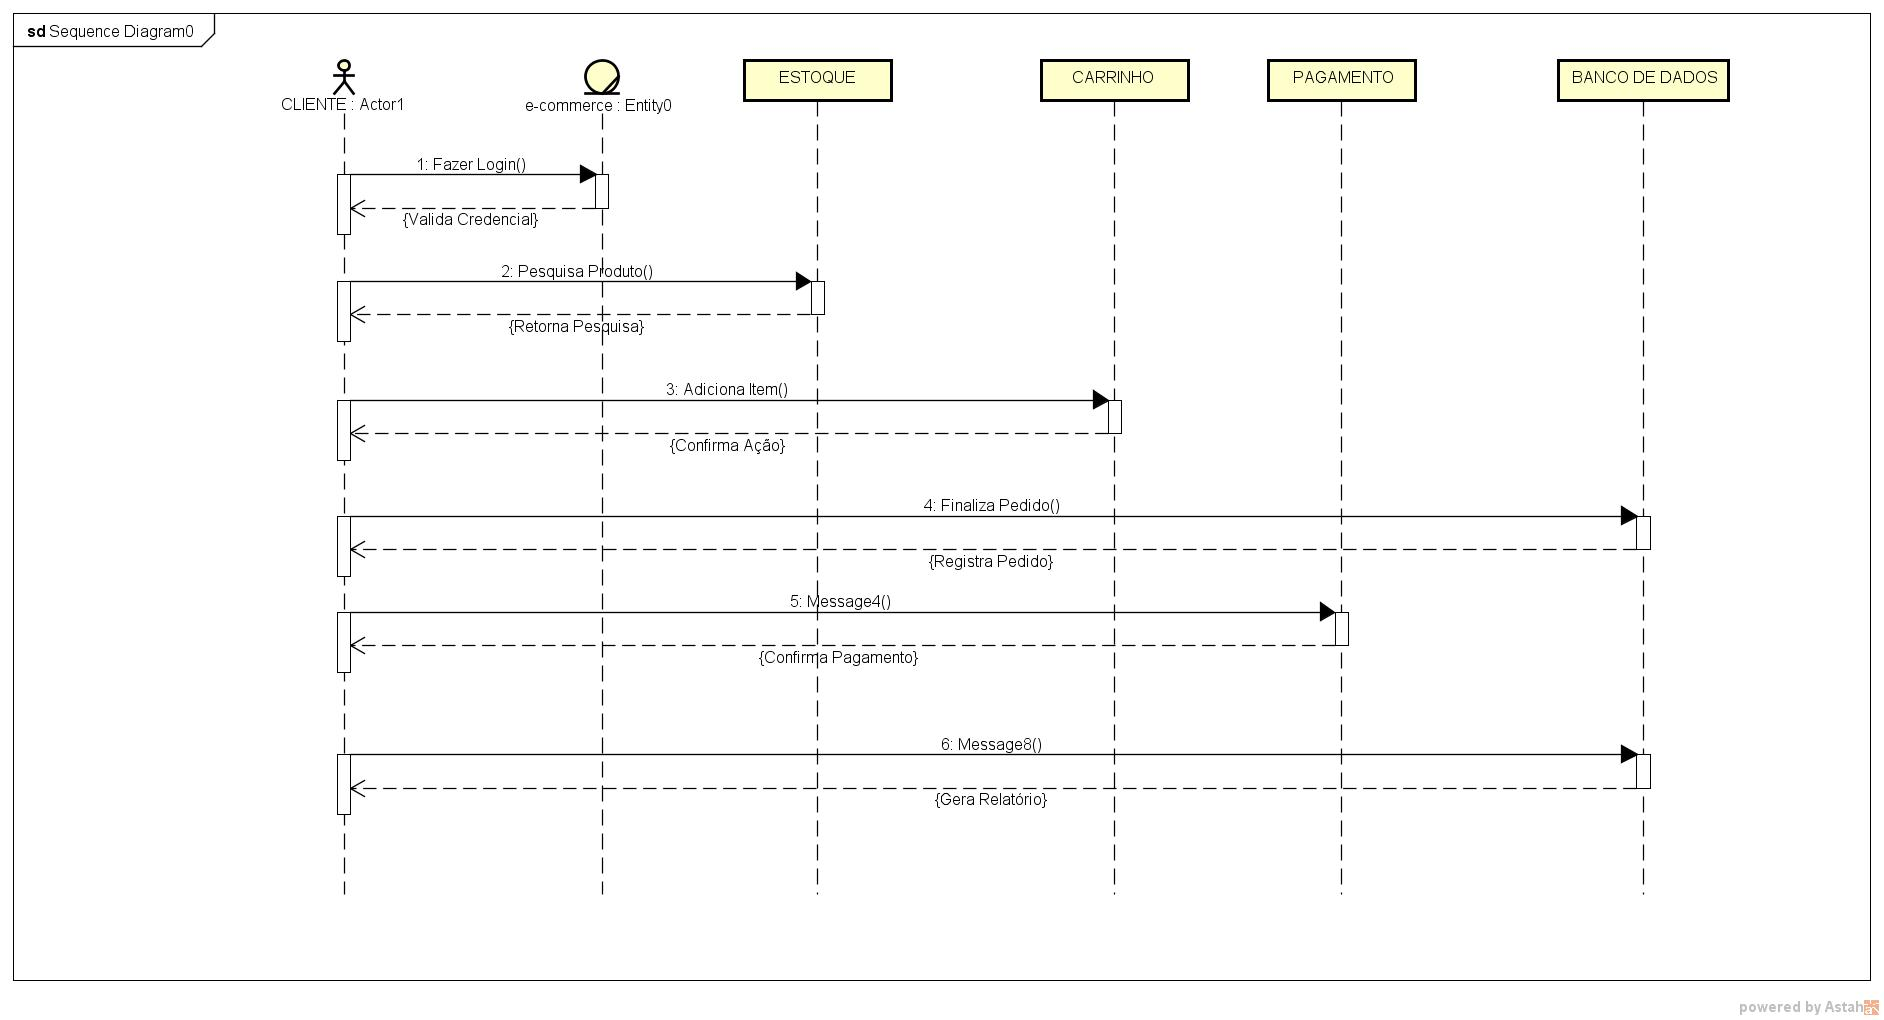 sd Sequence Diagram0
CLIENTE : Actor1
e-commerce : Entity0
ESTOQUE
CARRINHO
PAGAMENTO
BANCO DE DADOS
1: Fazer Login()
{Valida Credencial}
2: Pesquisa Produto()
{Retorna Pesquisa}
3: Adiciona Item()
{Confirma Ação}
4: Finaliza Pedido()
{Registra Pedido}
5: Message4()
{Confirma Pagamento}
6: Message8()
{Gera Relatório}
powered by Astah